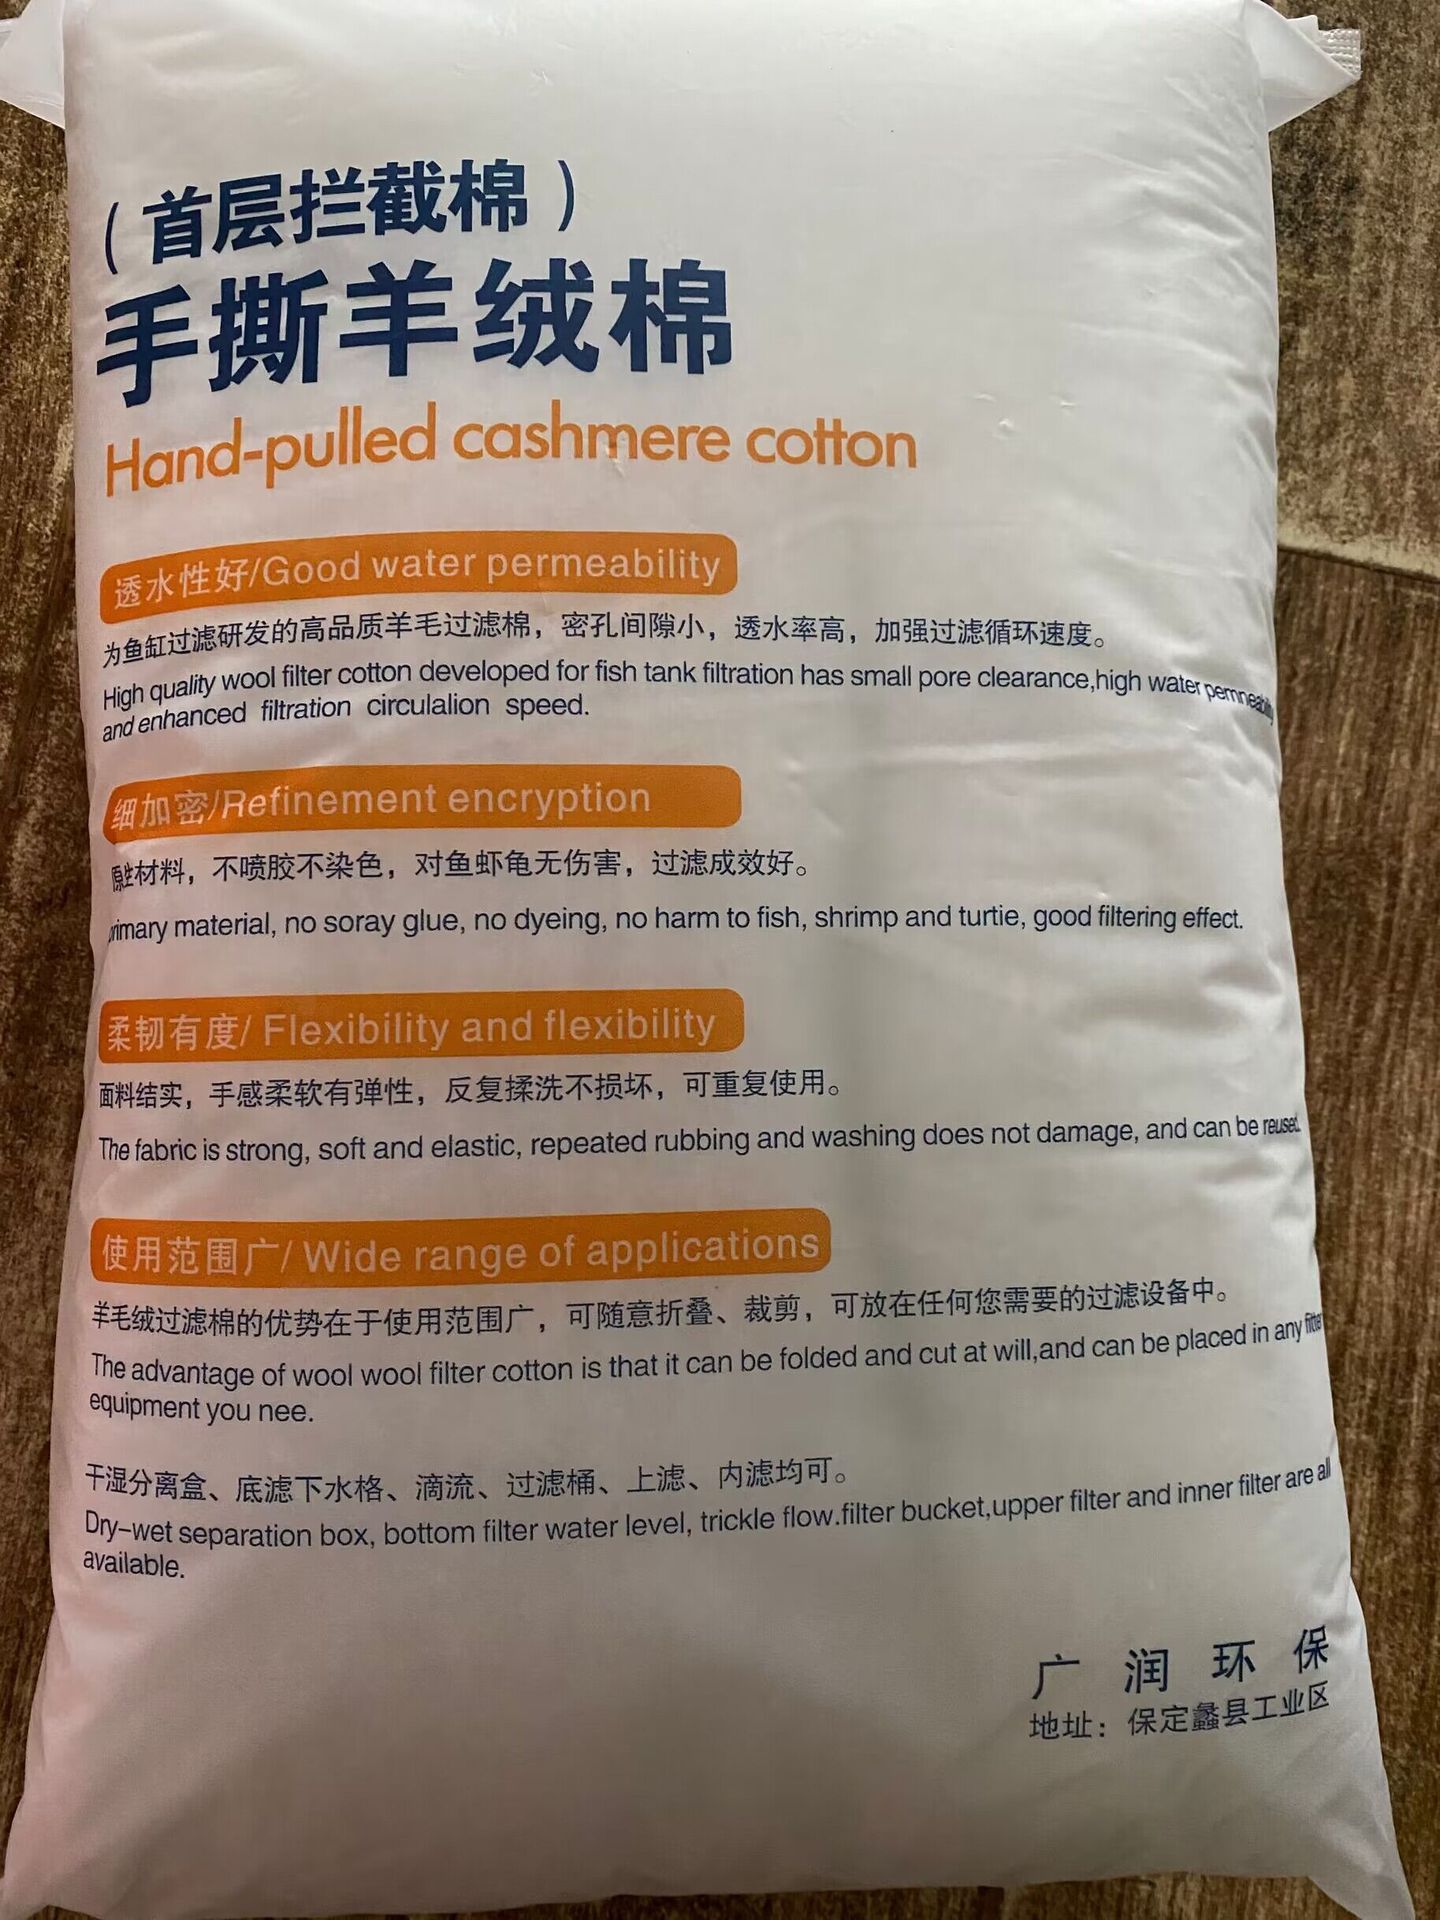 （首层拦截棉）
手撕羊绒棉
Hand-pulled cashmere cotton
透水性好/Good water permeability
为鱼缸过滤研发的高品质羊毛过滤棉，密孔间隙小，透水率高，加强过滤循环速度。
High quality wool filter cotton developed for fish tank filtration has small pore clearance,high water
and enhanced filtration circulalion speed.
细加密/Refinement encryption
原生材料，不喷胶不染色，对鱼虾龟无伤害，过滤成效好。
primary material, no soray glue, no dyeing, no harm to fish, shrimp and turtie, good filtering effect.
柔韧有度/ Flexibility and flexibility
面料结实，手感柔软有弹性，反复揉洗不损坏，可重复使用。
The fabric is strong, soft and elastic, repeated rubbing and washing does not damage, and can be reused.
使用范围广/ Wide range of applications
羊毛绒过滤棉的优势在于使用范围广，可随意折叠、裁剪，可放在任何您需要的过滤设备中。
The advantage of wool wool filter cotton is that it can be folded and cut at will,and can be placed in any filter
equipment you nee.
干湿分离盒、底滤下水格、滴流、过滤桶、上滤、内滤均可。
Dry-wet separation box, bottom filter water level, trickle flow.filter bucket,upper filter and inner filter are all
available.
广润环保
地址：保定蠡县工业区